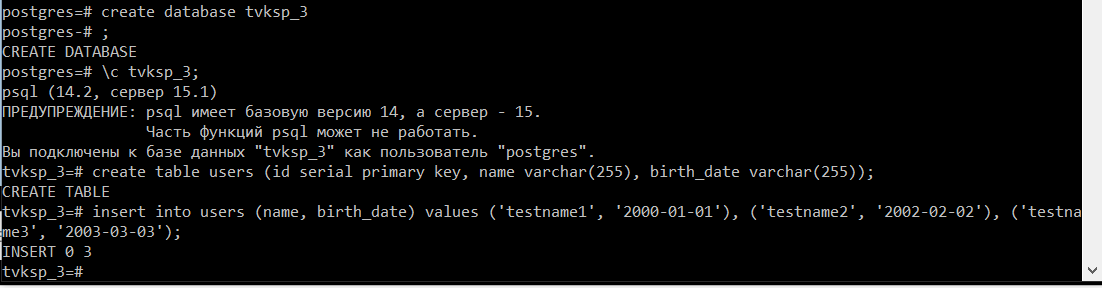 postgres=# create database tvksp_3
postgres-# ;
CREATE DATABASE
postgres=# \c tvksp_3;
psql (14.2, сервер 15.1)
ПРЕДУПРЕЖДЕНИЕ: psql имеет базовую версию 14, а сервер - 15.
                Часть функций psql может не работать.
Вы подключены к базе данных "tvksp_3" как пользователь "postgres".
tvksp_3=# create table users (id serial primary key, name varchar(255), birth_date varchar(255));
CREATE TABLE
tvksp_3=# insert into users (name, birth_date) values ('testname1', '2000-01-01'), ('testname2', '2002-02-02'), ('testna
me3', '2003-03-03');
INSERT 0 3
tvksp_3=#